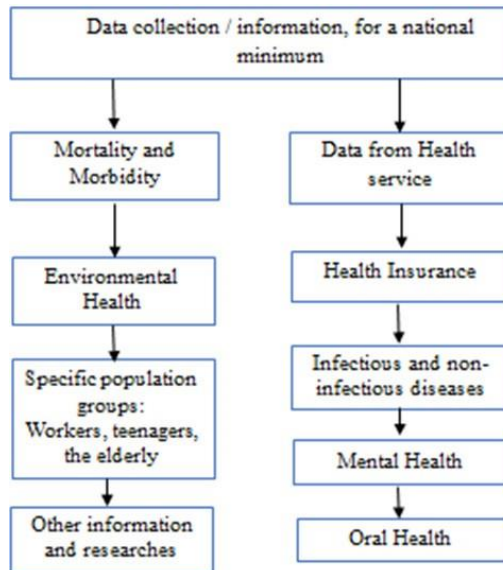 Data collection / information, for a national
minimum
Mortality and
Morbidity
Data from Health
service
Environmental
Health
Health Insurance
Specific population
groups:
Workers, teenagers,
the elderly
Infectious and non-
infectious diseases
Mental Health
Other information
and researches
Oral Health